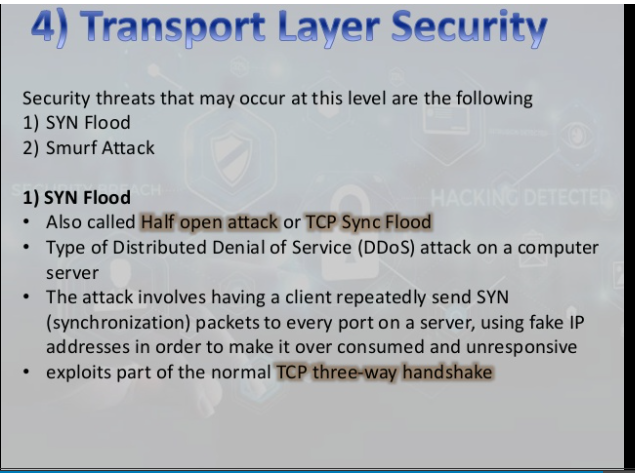 4) Transport Layer Security
Security threats that may occur at this level are the following
1) SYN Flood
2) Smurf Attack
1) SYN Flood
• Also called Half open attack or TCP Sync Flood
• Type of Distributed Denial of Service (DDoS) attack on a computer
server
• The attack involves having a client repeatedly send SYN
(synchronization) packets to every port on a server, using fake IP
addresses in order to make it over consumed and unresponsive
• exploits part of the normal TCP three-way handshake
HACKING DETECTED